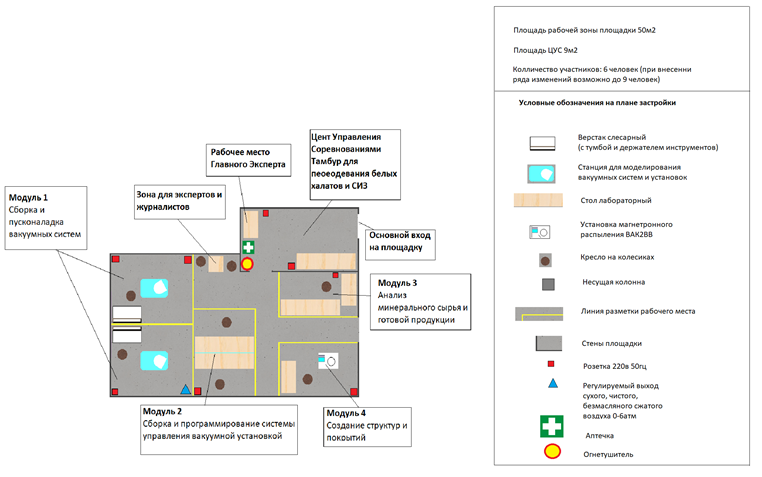 Площадь рабочей зоны площадки 50м2
Площадь ЦУС 9м2
Колличество участников: 6 человек (при внесенни
ряда изменений возможно до 9 человек)
Условные обозначения на плане застройки
Верстак слесарный
(с тумбой и держателем инструментов)
Станция для моделирования
вакуумных систем и установок
Стол лабораторный
Установка магнетронного
распыления ВАК2ВВ
Кресло на колесиках
Несущая колонна
Линия разметки рабочего места
Стены площадки
Розетка 220в 50гц
Регулируемый выход
сухого, чистого,
безмасляного сжатого
воздуха 0-6атм
Аптечка
Огнетушитель
Цент Управления
Соревнованиями
Тамбур для
пеоеодевания белых
халатов и СИЗ
Рабочее место
Главного Эксперта
Зона для экспертов и
журналистов
Модуль 1
Сборка и
пусконаладка
вакуумных систем
Основной вход
на площадку
Модуль 3
Анализ
минерального сырья и
готовой продукции
Модуль 2
Сборка и программирование системы
управления вакуумной установкой
Модуль 4
Создание структур и
покрытий